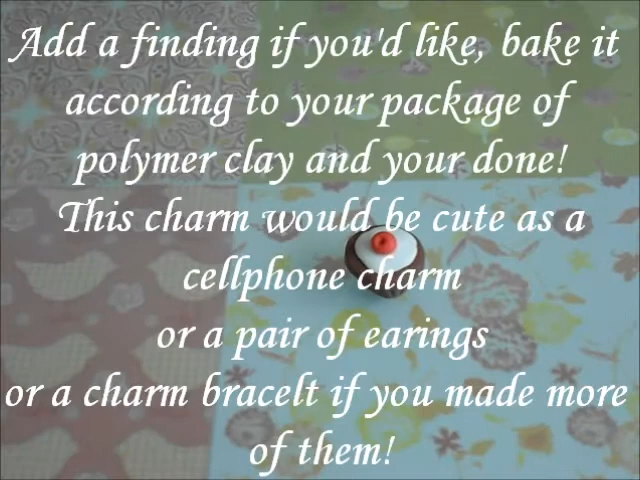 Add a finding if you'd like, bake it
according to your package of
polymer clay and your done!
This charm would be cute as a
cellphone charm
or a pair of earings
or a charm bracelt if you made more
of them!